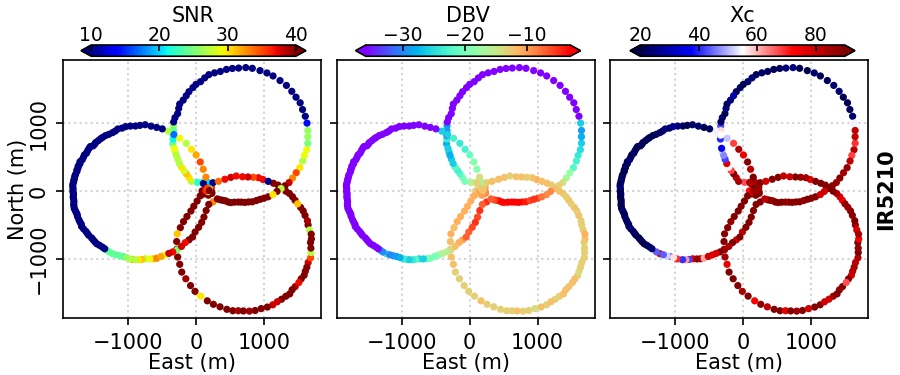 SNR DBV Xc
10 20 30 40 −30 −20 −10 20 40 60 80
North (m)
1000
0
−1000
−1000 0 1000 −1000 0 1000 −1000 0 1000
East (m) East (m) East (m)
IR5210